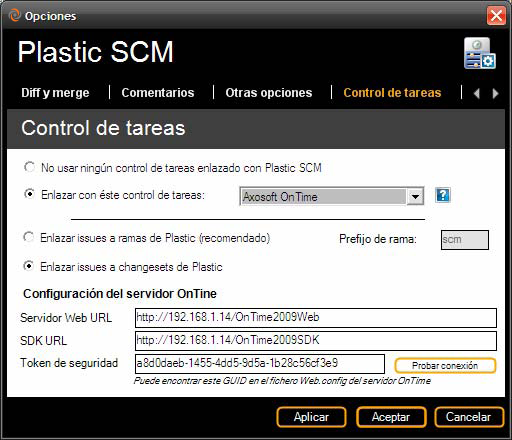 Opciones
Plastic SCM
Diff y merge | Comentarios | Otras opciones | Control de tareas |
Control de tareas
No usar ningún control de tareas enlazado con Plastic SCM
Enlazar con éste control de tareas: Axosoft OnTime ?
Enlazar issues a ramas de Plastic (recomendado) Prefijo de rama: scm
Enlazar issues a changesets de Plastic
Configuración del servidor OnTine
Servidor Web URL http://192.168.1.14/OnTime2009Web
SDK URL http://192.168.1.14/OnTime2009SDK
Token de seguridad a8d0daeb-1455-4dd5-9d5a-1b28c56cf3e9 Probar conexión
Puede encontrar este GUID en el fichero Web.config del servidor OnTime
Aplicar Aceptar Cancelar